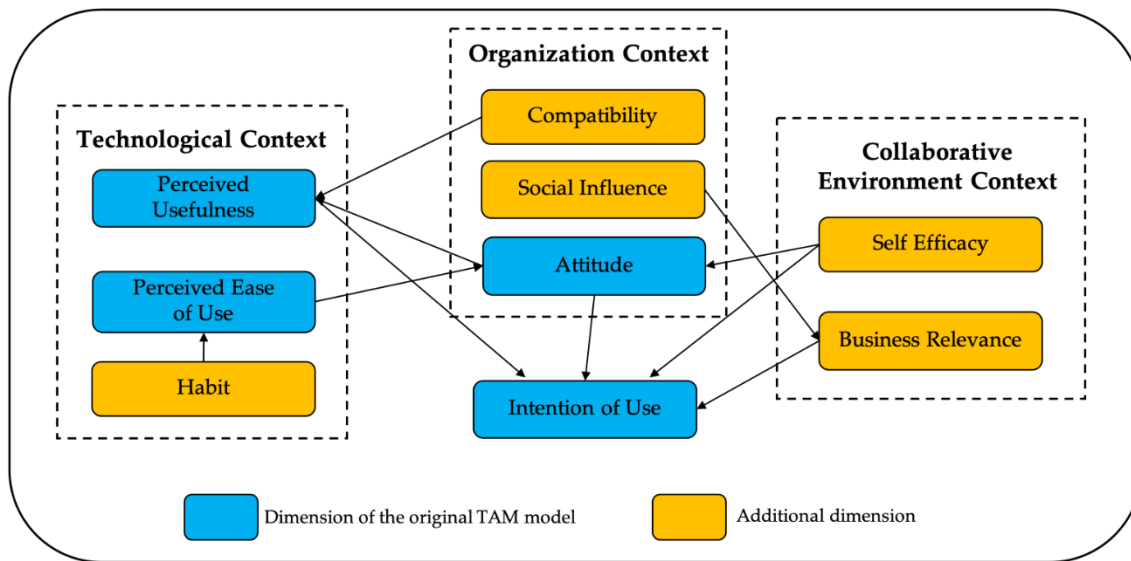 Technological Context
Perceived
Usefulness
Perceived Ease
of Use
Habit
Organization Context
Compatibility
Social Influence
Attitude
Intention of Use
Collaborative
Environment Context
Self Efficacy
Business Relevance
Dimension of the original TAM model
Additional dimension